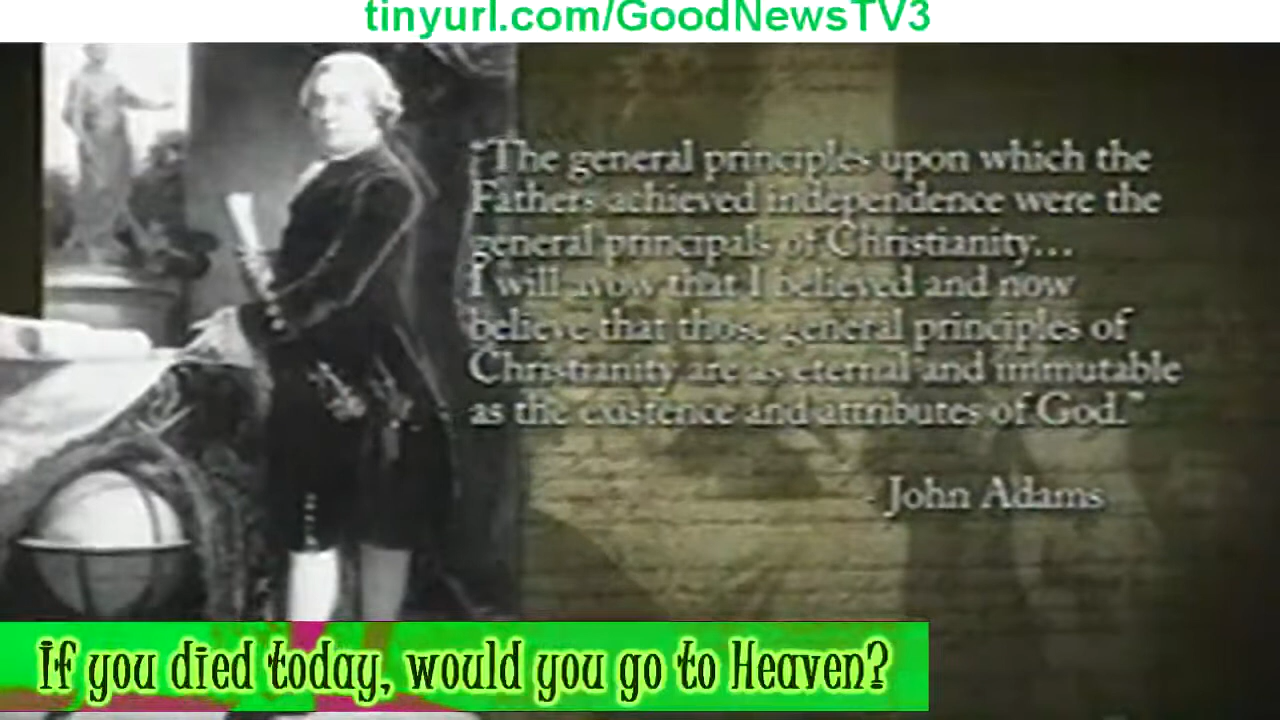 tinyurl.com/GoodNewsTV3
"The general principles upon which the
Fathers achieved independence were the
general principals of Christianity...
I will avow that I believed and now
believe that those general principles of
Christianity are as eternal and immutable
as the existence and attributes of God."
- John Adams
If you died today, would you go to Heaven?